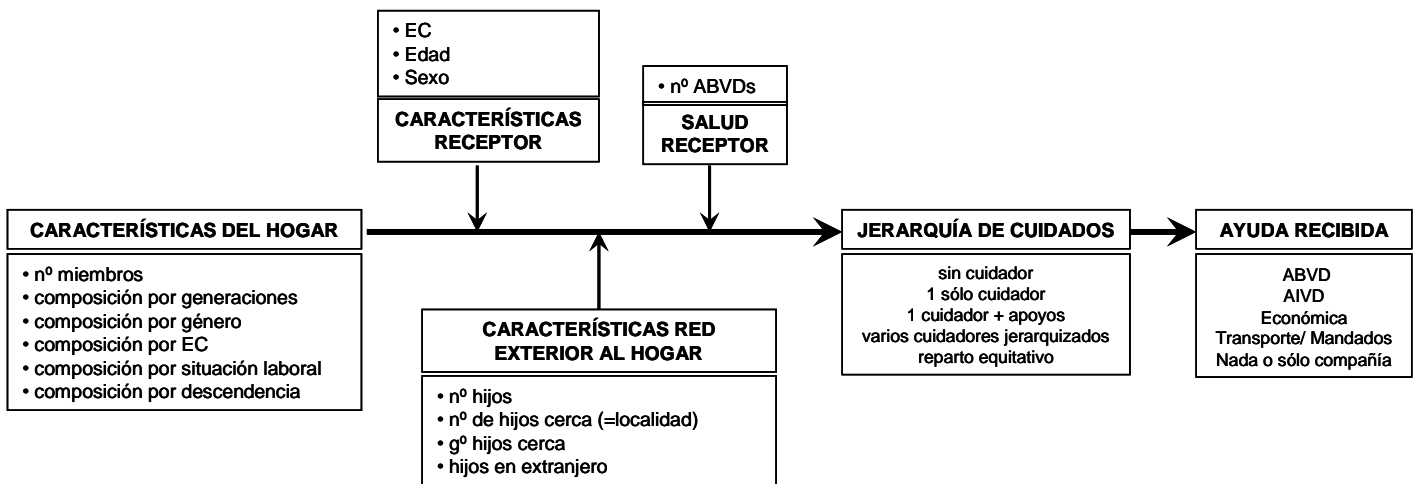 • EC
• Edad
• Sexo
CARACTERÍSTICAS
RECEPTOR
• nº ABVDs
SALUD
RECEPTOR
CARACTERÍSTICAS DEL HOGAR
• nº miembros
• composición por generaciones
• composición por género
• composición por EC
• composición por situación laboral
• composición por descendencia
CARACTERÍSTICAS RED
EXTERIOR AL HOGAR
• nº hijos
• nº de hijos cerca (=localidad)
• gº hijos cerca
• hijos en extranjero
JERARQUÍA DE CUIDADOS
sin cuidador
1 sólo cuidador
1 cuidador + apoyos
varios cuidadores jerarquizados
reparto equitativo
AYUDA RECIBIDA
ABVD
AIVD
Económica
Transporte/ Mandados
Nada o sólo compañía